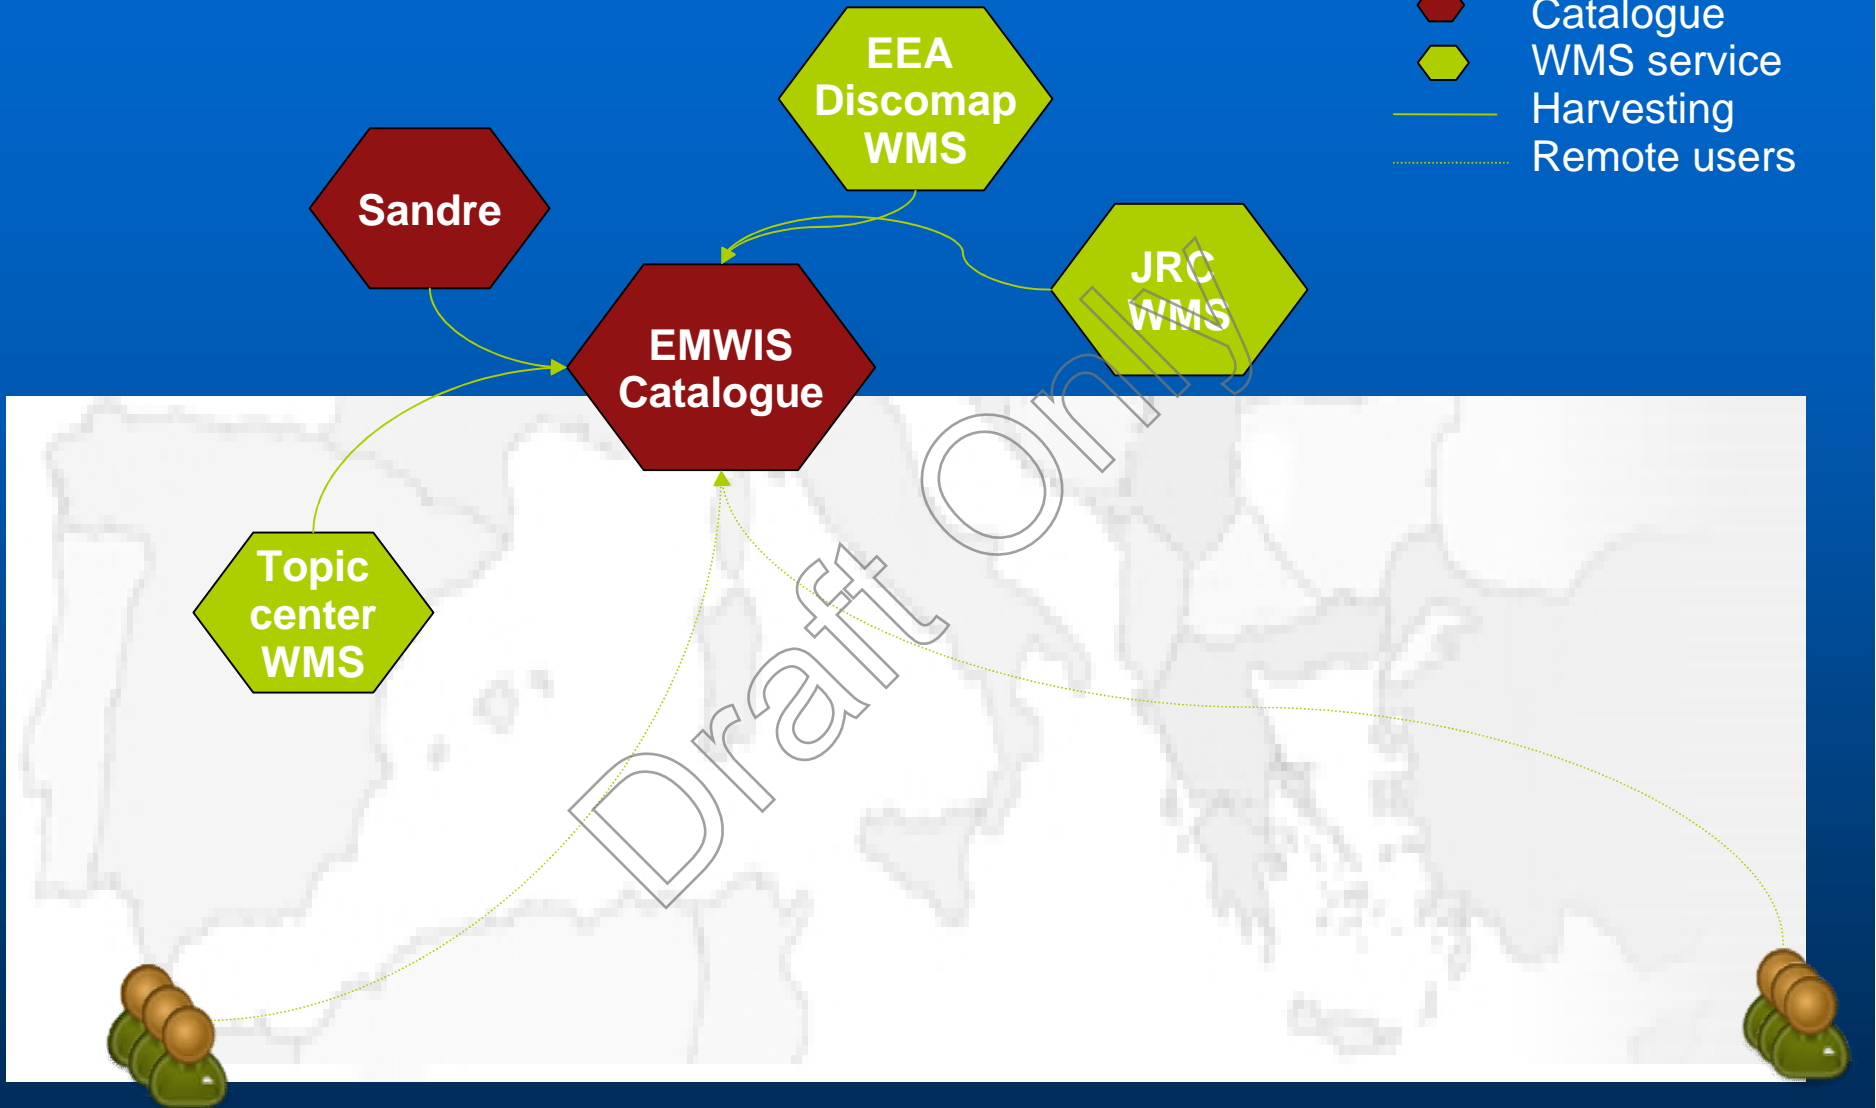 Catalogue
WMS service
Harvesting
Remote users
EEA
Discomap
WMS
Sandre
JRC
WMS
EMWIS
Catalogue
Topic
center
WMS
Draft Only